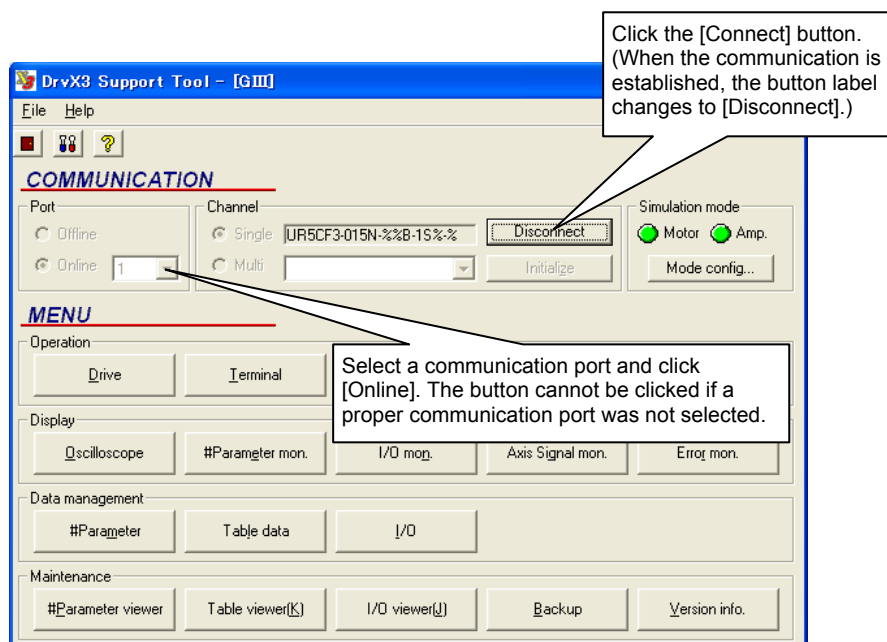 Click the [Connect] button.
(When the communication is
established, the button label
changes to [Disconnect].)
DrvX3 Support Tool - [GⅢ]
File Help
COMMUNICATION
Port
Offline
Online 1
Channel
Single UR5CF3-015N-%%B-1S%-%
Multi
Disconnect
Initialize
Simulation mode
Motor Amp.
Mode config...
MENU
Operation
Drive Terminal
Select a communication port and click
[Online]. The button cannot be clicked if a
proper communication port was not selected.
Display
Oscilloscope #Parameter mon. I/O mon. Axis Signal mon. Error mon.
Data management
#Parameter Table data I/O
Maintenance
#Parameter viewer Table viewer(K) I/O viewer(J) Backup Version info.